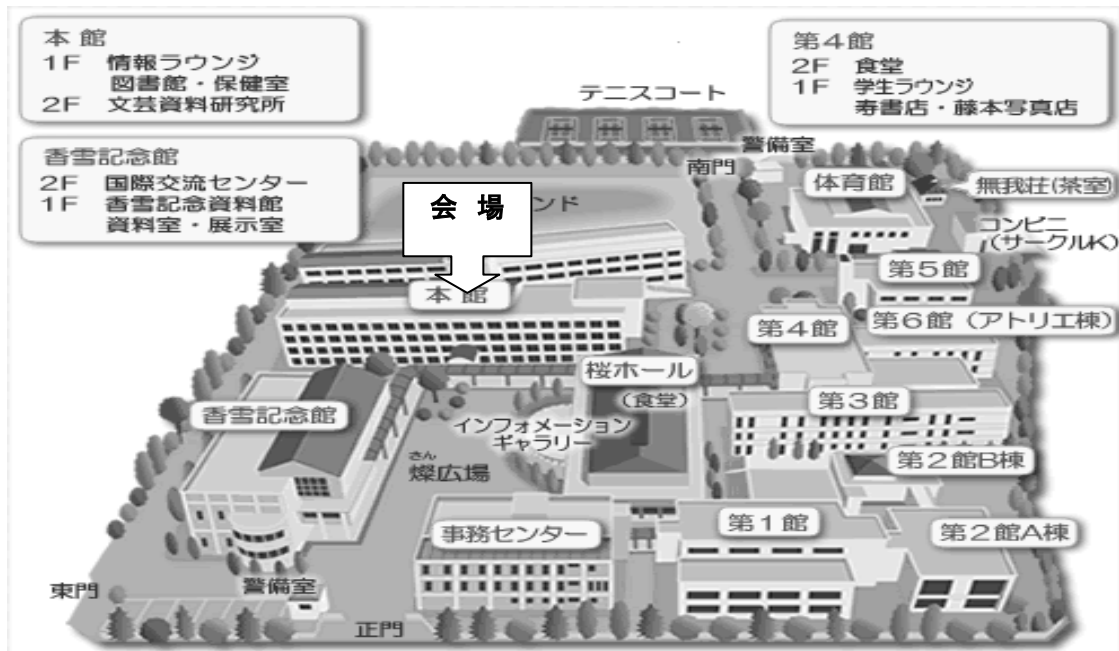 本館
1F 情報ラウンジ
図書館・保健室
2F 文芸資料研究所
第4館
2F 食堂
1F 学生ラウンジ
寿書店・藤本写真店
香雪記念館
2F 国際交流センター
1F 香雪記念資料館
資料室・展示室
テニスコート
警備室
南門
体育館
無我荘(茶室)
コンビニ
(サークルK)
会 場
ンド
本館
第5館
第6館(アトリエ棟)
第4館
桜ホール
(食堂)
第3館
香雪記念館
インフォメーション
ギャラリー
さん
燦広場
第2館B棟
事務センター
第1館
第2館A棟
東門
警備室
正門